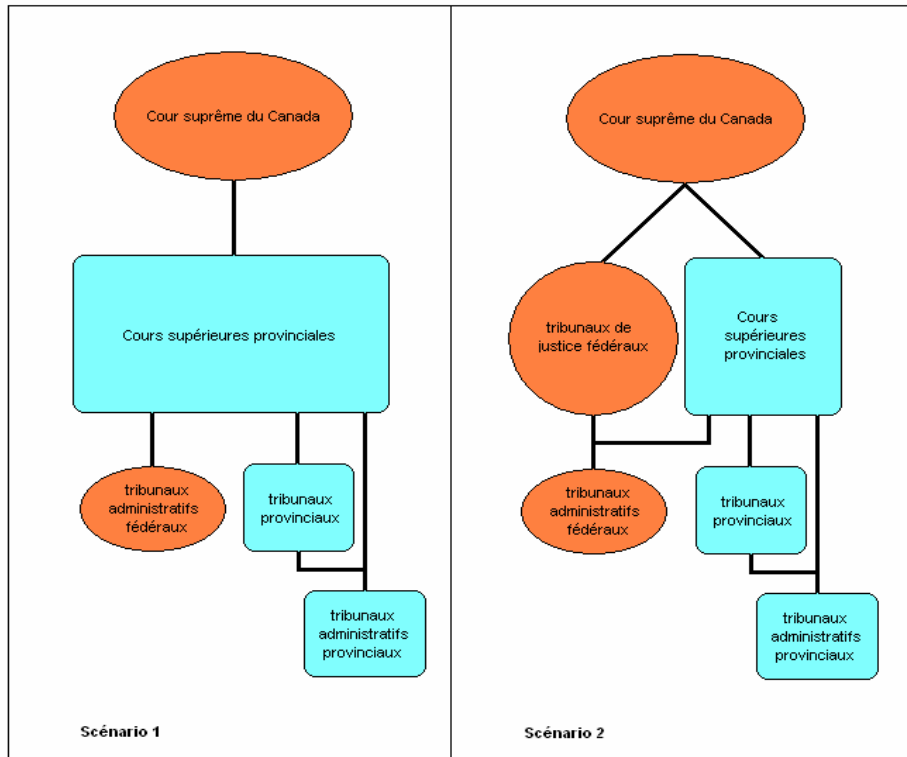 Cour suprême du Canada
Cours supérieures provinciales
tribunaux
administratifs
fédéraux
tribunaux
provinciaux
tribunaux
administratifs
provinciaux
Scénario 1
Cour suprême du Canada
tribunaux de
justice fédéraux
Cours
supérieures
provinciales
tribunaux
administratifs
fédéraux
tribunaux
provinciaux
tribunaux
administratifs
provinciaux
Scénario 2